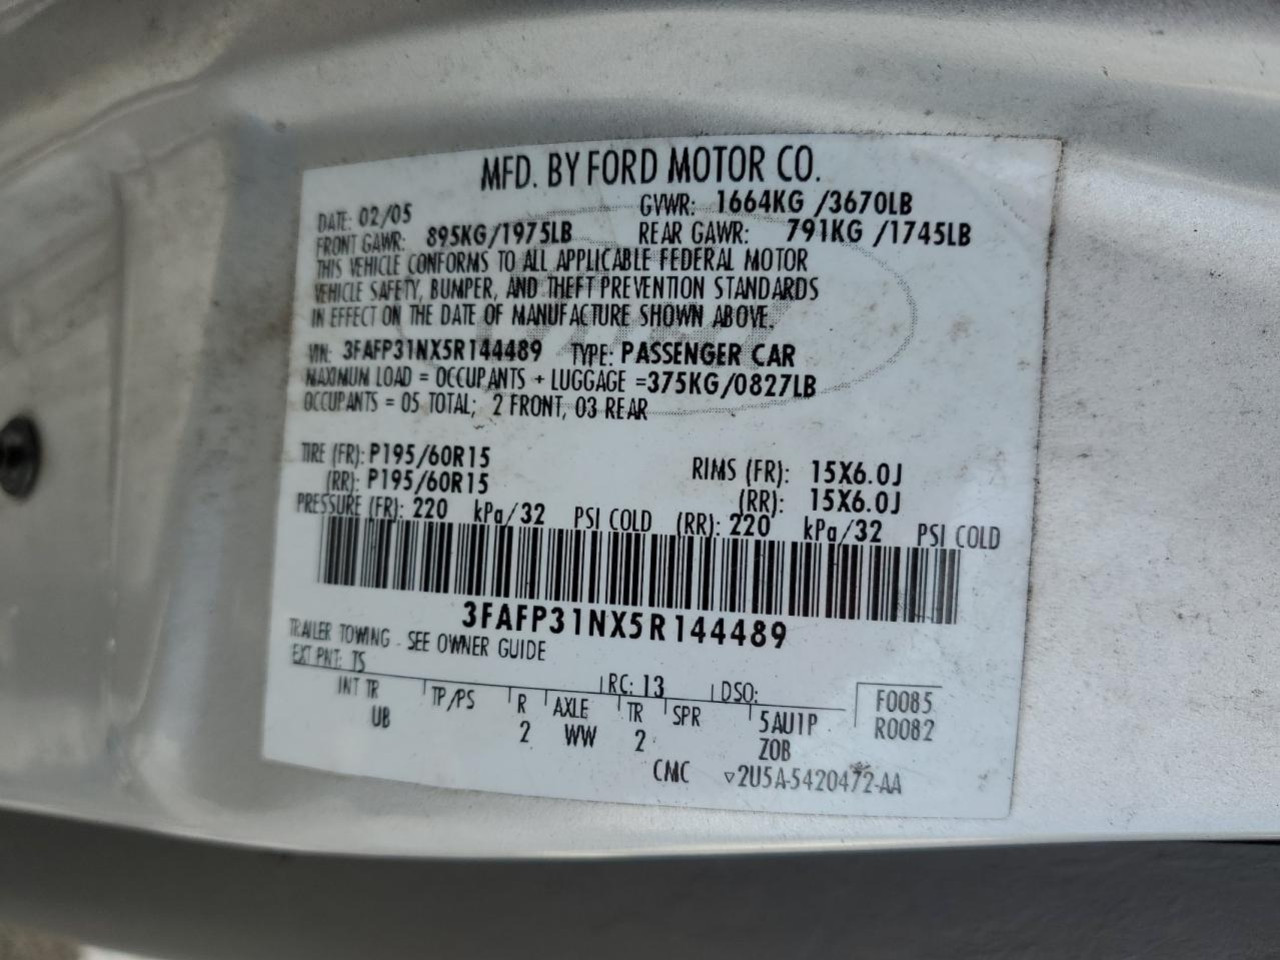 MFD. BY FORD MOTOR CO.
DATE: 02/05 GVWR: 1664KG /3670LB
FRONT GAWR: 895KG/1975LB REAR GAWR: 791KG /1745LB
THIS VEHICLE CONFORMS TO ALL APPLICABLE FEDERAL MOTOR
VEHICLE SAFETY, BUMPER, AND THEFT PREVENTION STANDARDS
IN EFFECT ON THE DATE OF MANUFACTURE SHOWN ABOVE.
VIN: 3FAFP31NX5R144489 TYPE: PASSENGER CAR
MAXIMUM LOAD = OCCUPANTS + LUGGAGE =375KG/0827LB
OCCUPANTS = 05 TOTAL; 2 FRONT, 03 REAR
TIRE (FR): P195/60R15 RIMS (FR): 15X6.0J
(RR): P195/60R15 (RR): 15X6.0J
PRESSURE (FR): 220 kPa/32 PSI COLD (RR): 220 kPa/32 PSI COLD
3FAFP31NX5R144489
TRAILER TOWING - SEE OWNER GUIDE
EXT PNT: TS RC: 13 DSO:
INT TR TP/PS R AXLE TR SPR 5AU1P F0085
UB 2 WW 2 ZOB R0082
CMC ▽2U5A-5420472-AA